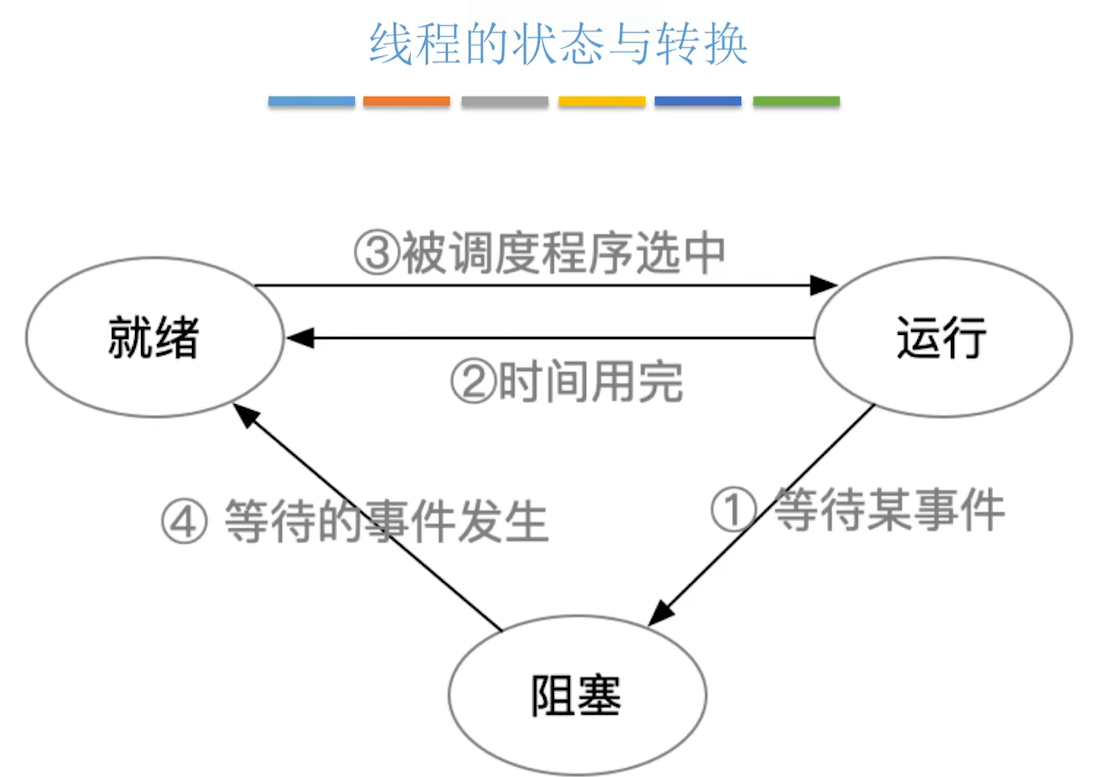 线程的状态与转换
③被调度程序选中
就绪
运行
②时间用完
④ 等待的事件发生
① 等待某事件
阻塞